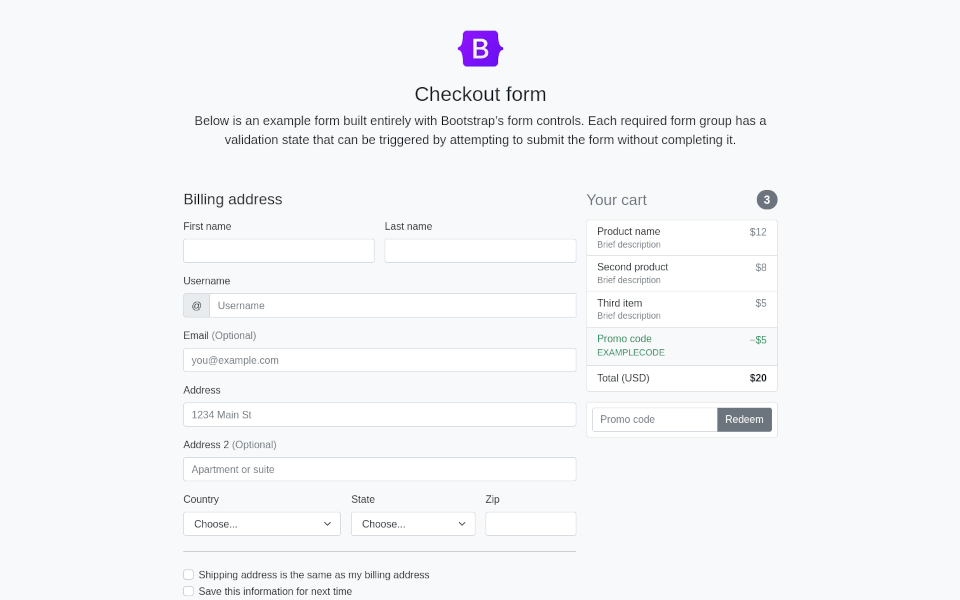 B
Checkout form
Below is an example form built entirely with Bootstrap's form controls. Each required form group has a
validation state that can be triggered by attempting to submit the form without completing it.
Billing address
First name
Last name
Username
@ Username
Email (Optional)
you@example.com
Address
1234 Main St
Address 2 (Optional)
Apartment or suite
Country
State
Zip
Choose...
Choose...
Shipping address is the same as my billing address
Save this information for next time
Your cart
3
Product name
$12
Brief description
Second product
$8
Brief description
Third item
$5
Brief description
Promo code
−$5
EXAMPLECODE
Total (USD)
$20
Promo code
Redeem